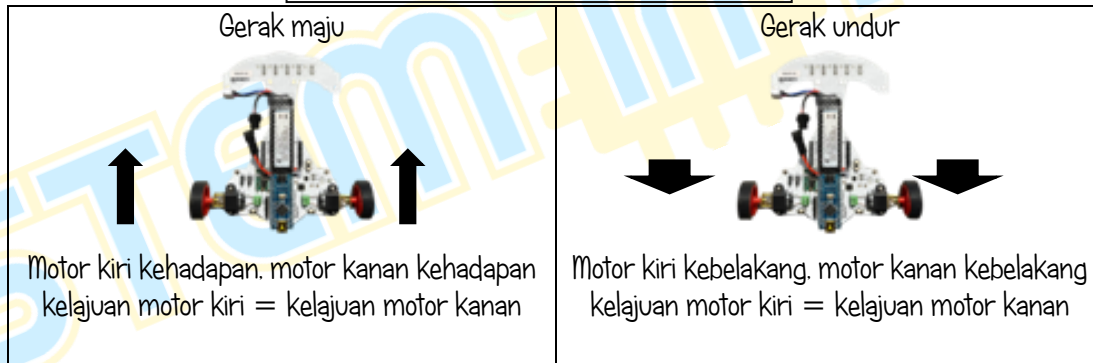 Gerak maju
Motor kiri kehadapan. motor kanan kehadapan
kelajuan motor kiri = kelajuan motor kanan
Gerak undur
Motor kiri kebelakang. motor kanan kebelakang
kelajuan motor kiri = kelajuan motor kanan